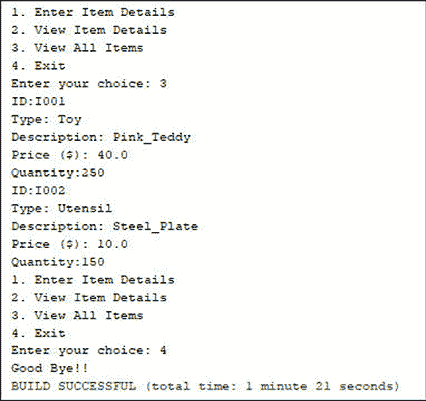 1. Enter Item Details
2. View Item Details
3. View All Items
4. Exit
Enter your choice: 3
ID:I001
Type: Toy
Description: Pink_Teddy
Price ($): 40.0
Quantity:250
ID:I002
Type: Utensil
Description: Steel_Plate
Price ($): 10.0
Quantity:150
1. Enter Item Details
2. View Item Details
3. View All Items
4. Exit
Enter your choice: 4
Good Bye!!
BUILD SUCCESSFUL (total time: 1 minute 21 seconds)